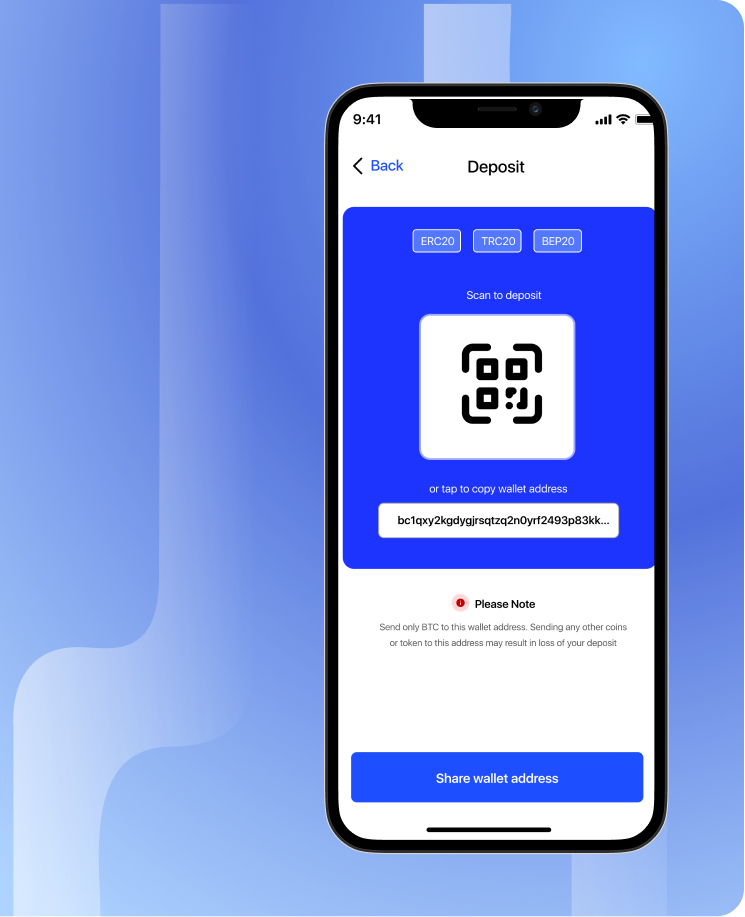 9:41
Back
Deposit
ERC20 TRC20 BEP20
Scan to deposit
or tap to copy wallet address
bc1qxy2kgdygjrsqtzq2n0yrf2493p83kk...
Please Note
Send only BTC to this wallet address. Sending any other coins
or token to this address may result in loss of your deposit
Share wallet address